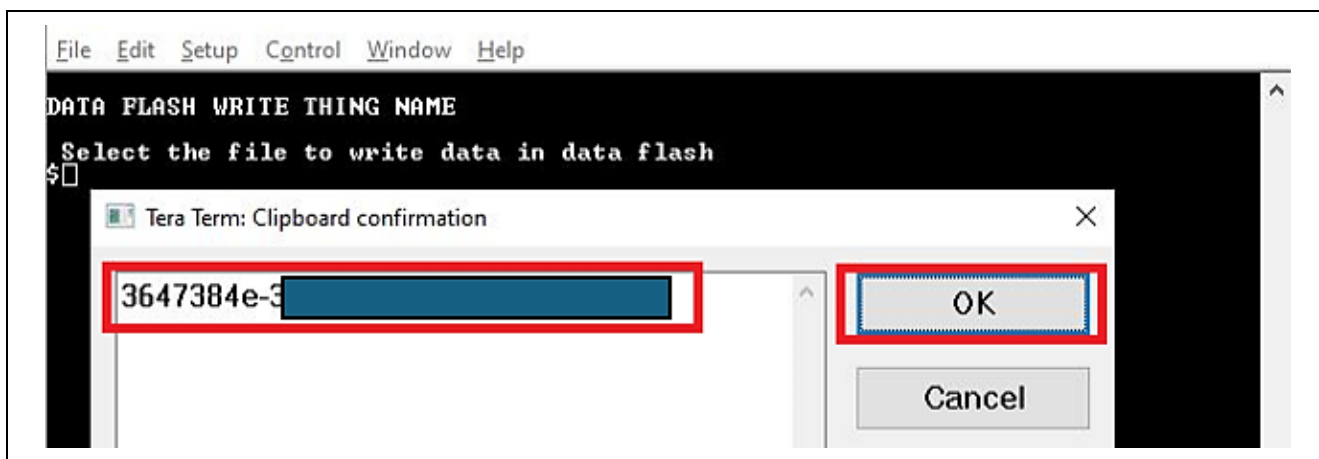 File Edit Setup Control Window Help
DATA FLASH WRITE THING NAME
Select the file to write data in data flash
$
Tera Term: Clipboard confirmation
3647384e-3
OK
Cancel